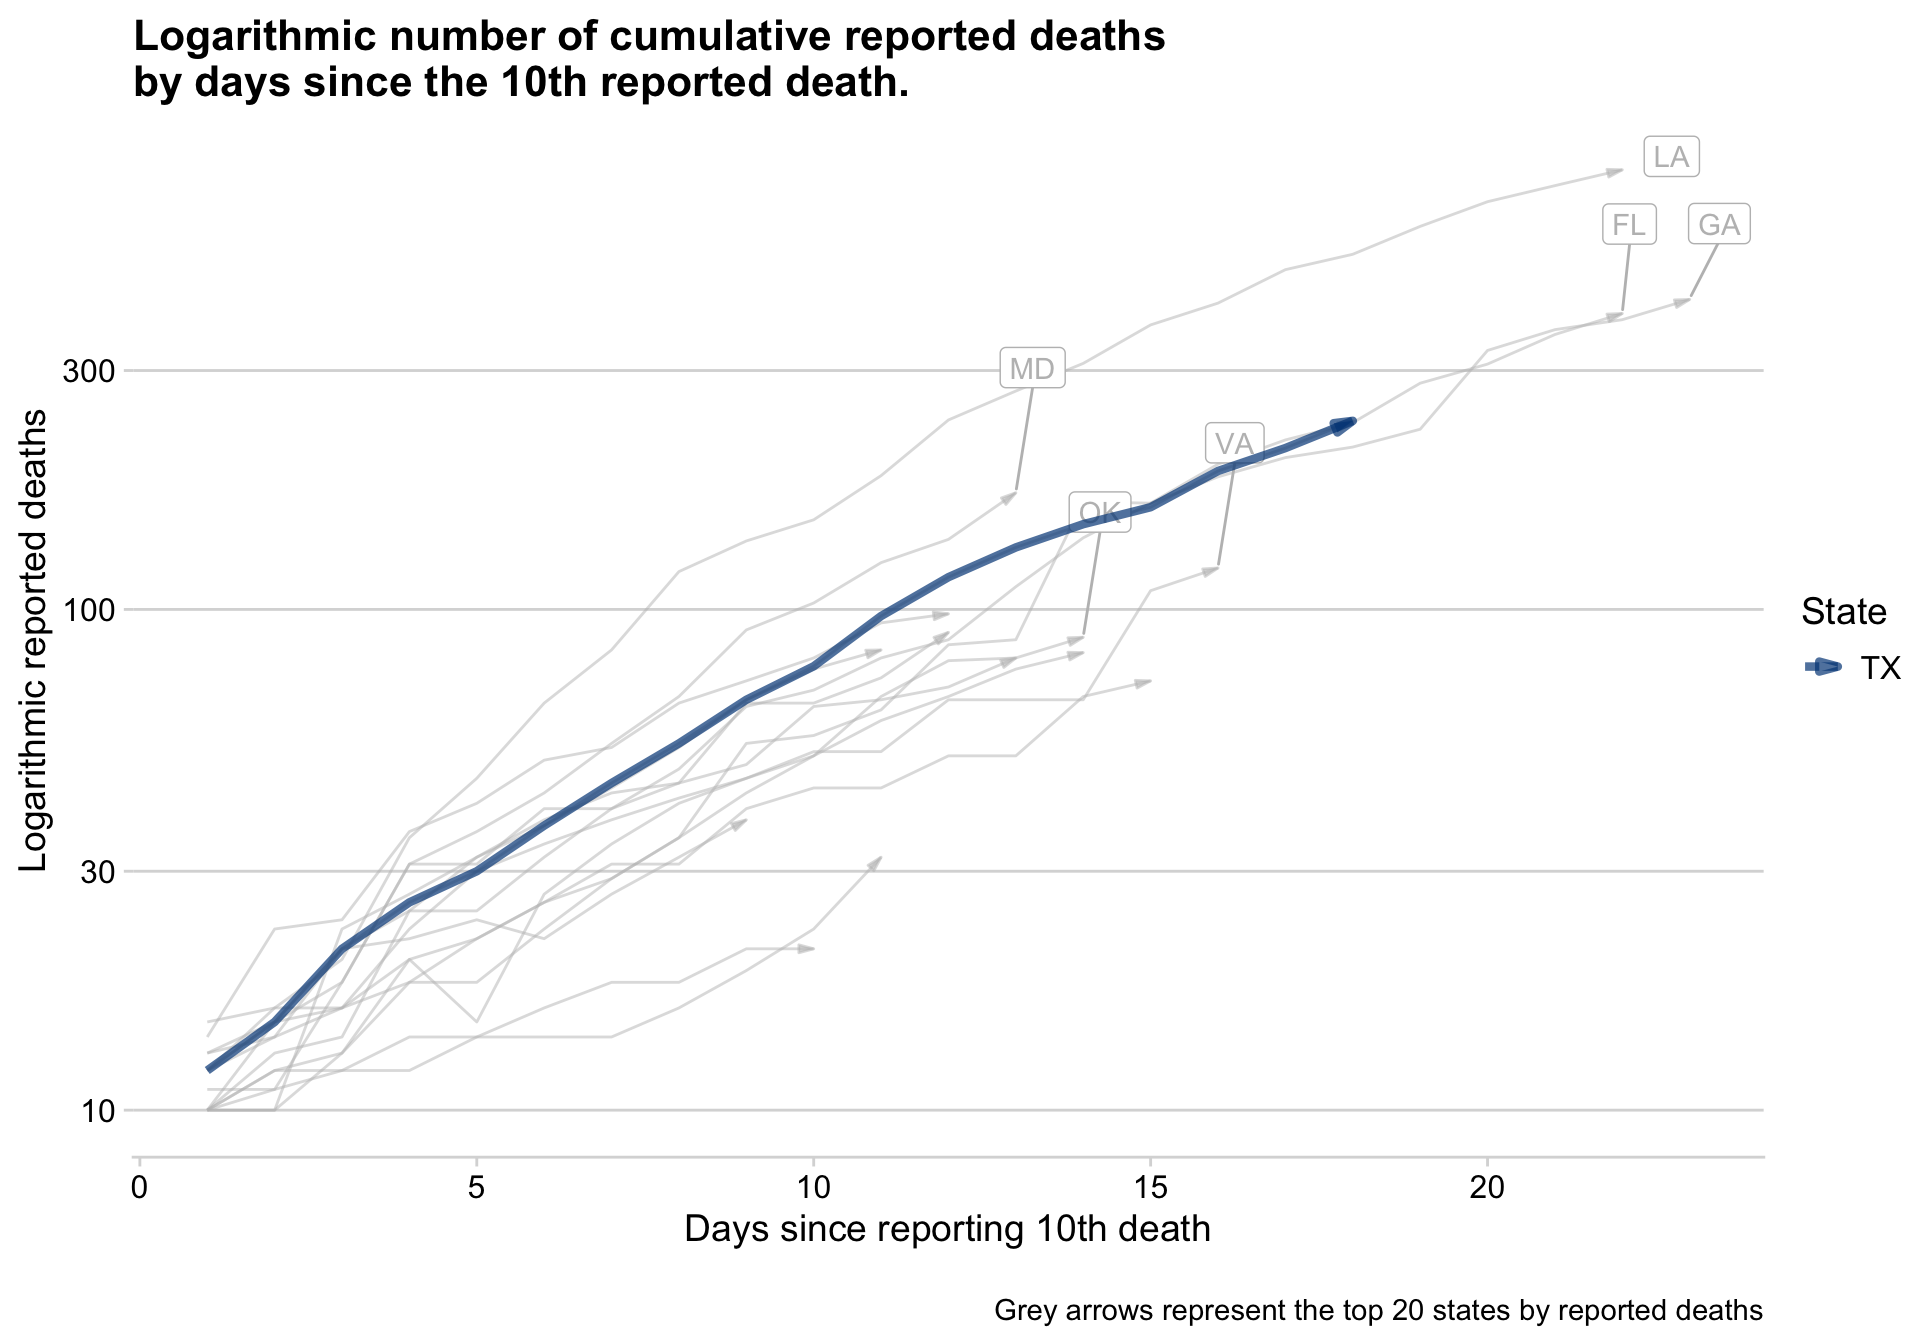 Logarithmic number of cumulative reported deaths
by days since the 10th reported death.
LA
FL
GA
MD
VA
OK
300
100
30
10
Logarithmic reported deaths
0
5
10
15
20
Days since reporting 10th death
State
TX
Grey arrows represent the top 20 states by reported deaths